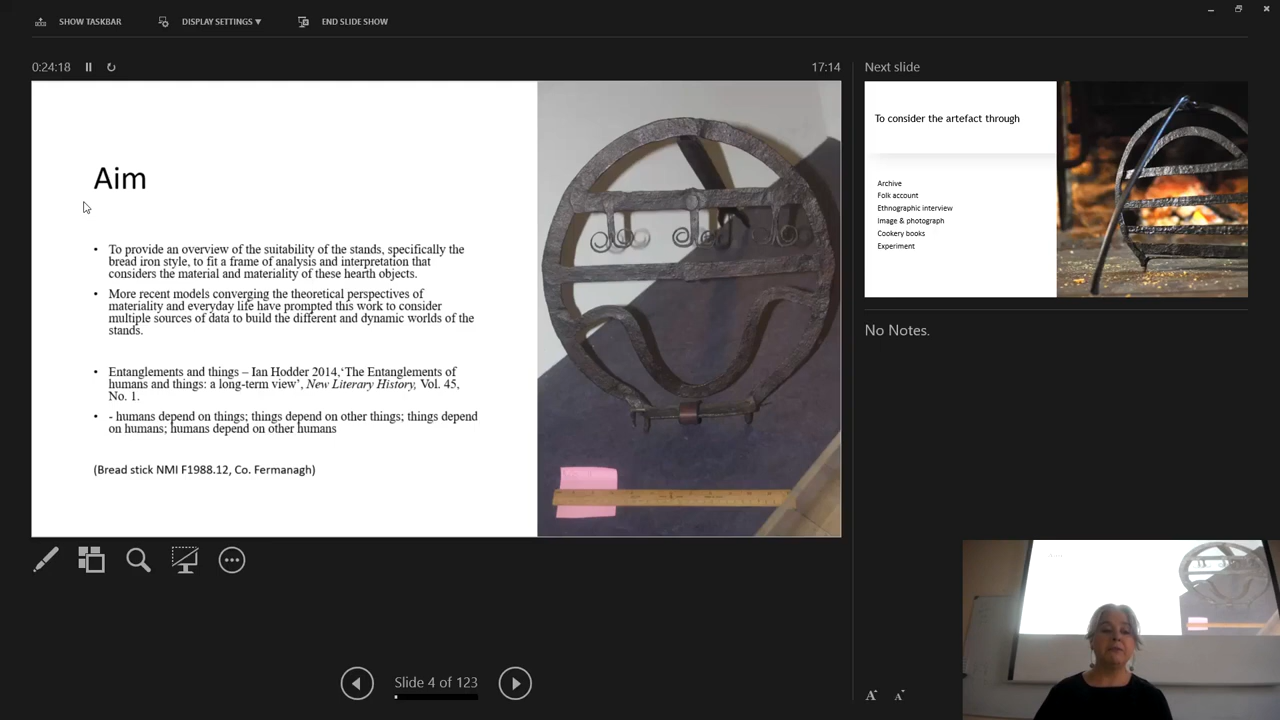 SHOW TASKBAR
DISPLAY SETTINGS ▼
END SLIDE SHOW
0:24:18
17:14
Next slide
Aim
• To provide an overview of the suitability of the stands, specifically the
bread iron style, to fit a frame of analysis and interpretation that
considers the material and materiality of these hearth objects.
• More recent models converging the theoretical perspectives of
materiality and everyday life have prompted this work to consider
multiple sources of data to build the different and dynamic worlds of the
stands.
• Entanglements and things – Ian Hodder 2014,‘The Entanglements of
humans and things: a long-term view’, New Literary History, Vol. 45,
No. 1.
• - humans depend on things; things depend on other things; things depend
on humans; humans depend on other humans
(Bread stick NMI F1988.12, Co. Fermanagh)
To consider the artefact through
Archive
Folk account
Ethnographic interview
Image & photograph
Cookery books
Experiment
No Notes.
Slide 4 of 123
A
A